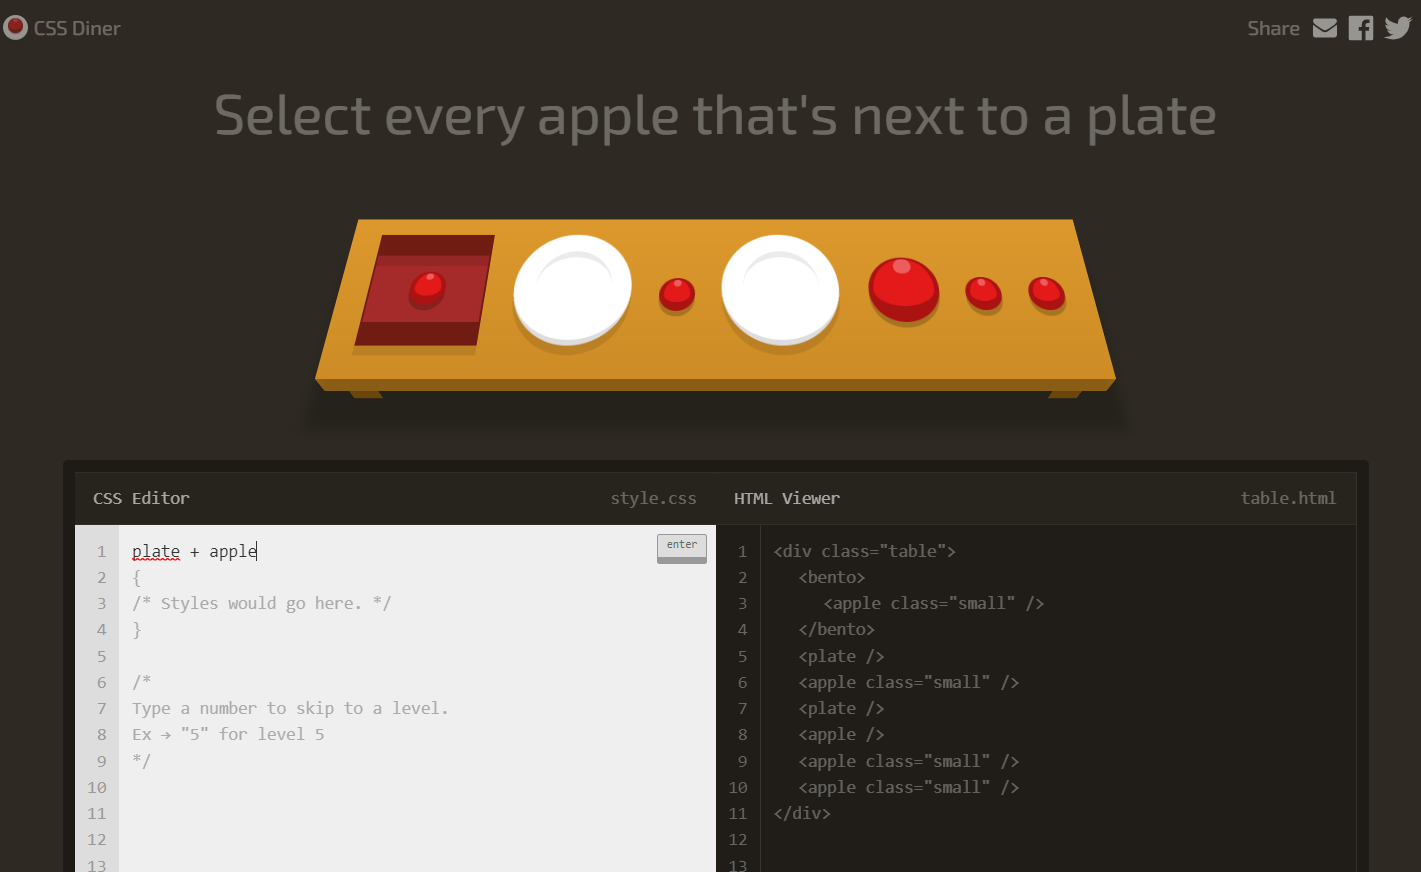 CSS Diner
Share
Select every apple that's next to a plate
CSS Editor
style.css
enter
1 plate + apple
2 {
3 /* Styles would go here. */
4 }
5
6 /*
7 Type a number to skip to a level.
8 Ex → "5" for level 5
9 */
10
11
12
13
HTML Viewer
table.html
1 <div class="table">
2 <bento>
3 <apple class="small" />
4 </bento>
5 <plate />
6 <apple class="small" />
7 <plate />
8 <apple />
9 <apple class="small" />
10 <apple class="small" />
11 </div>
12
13